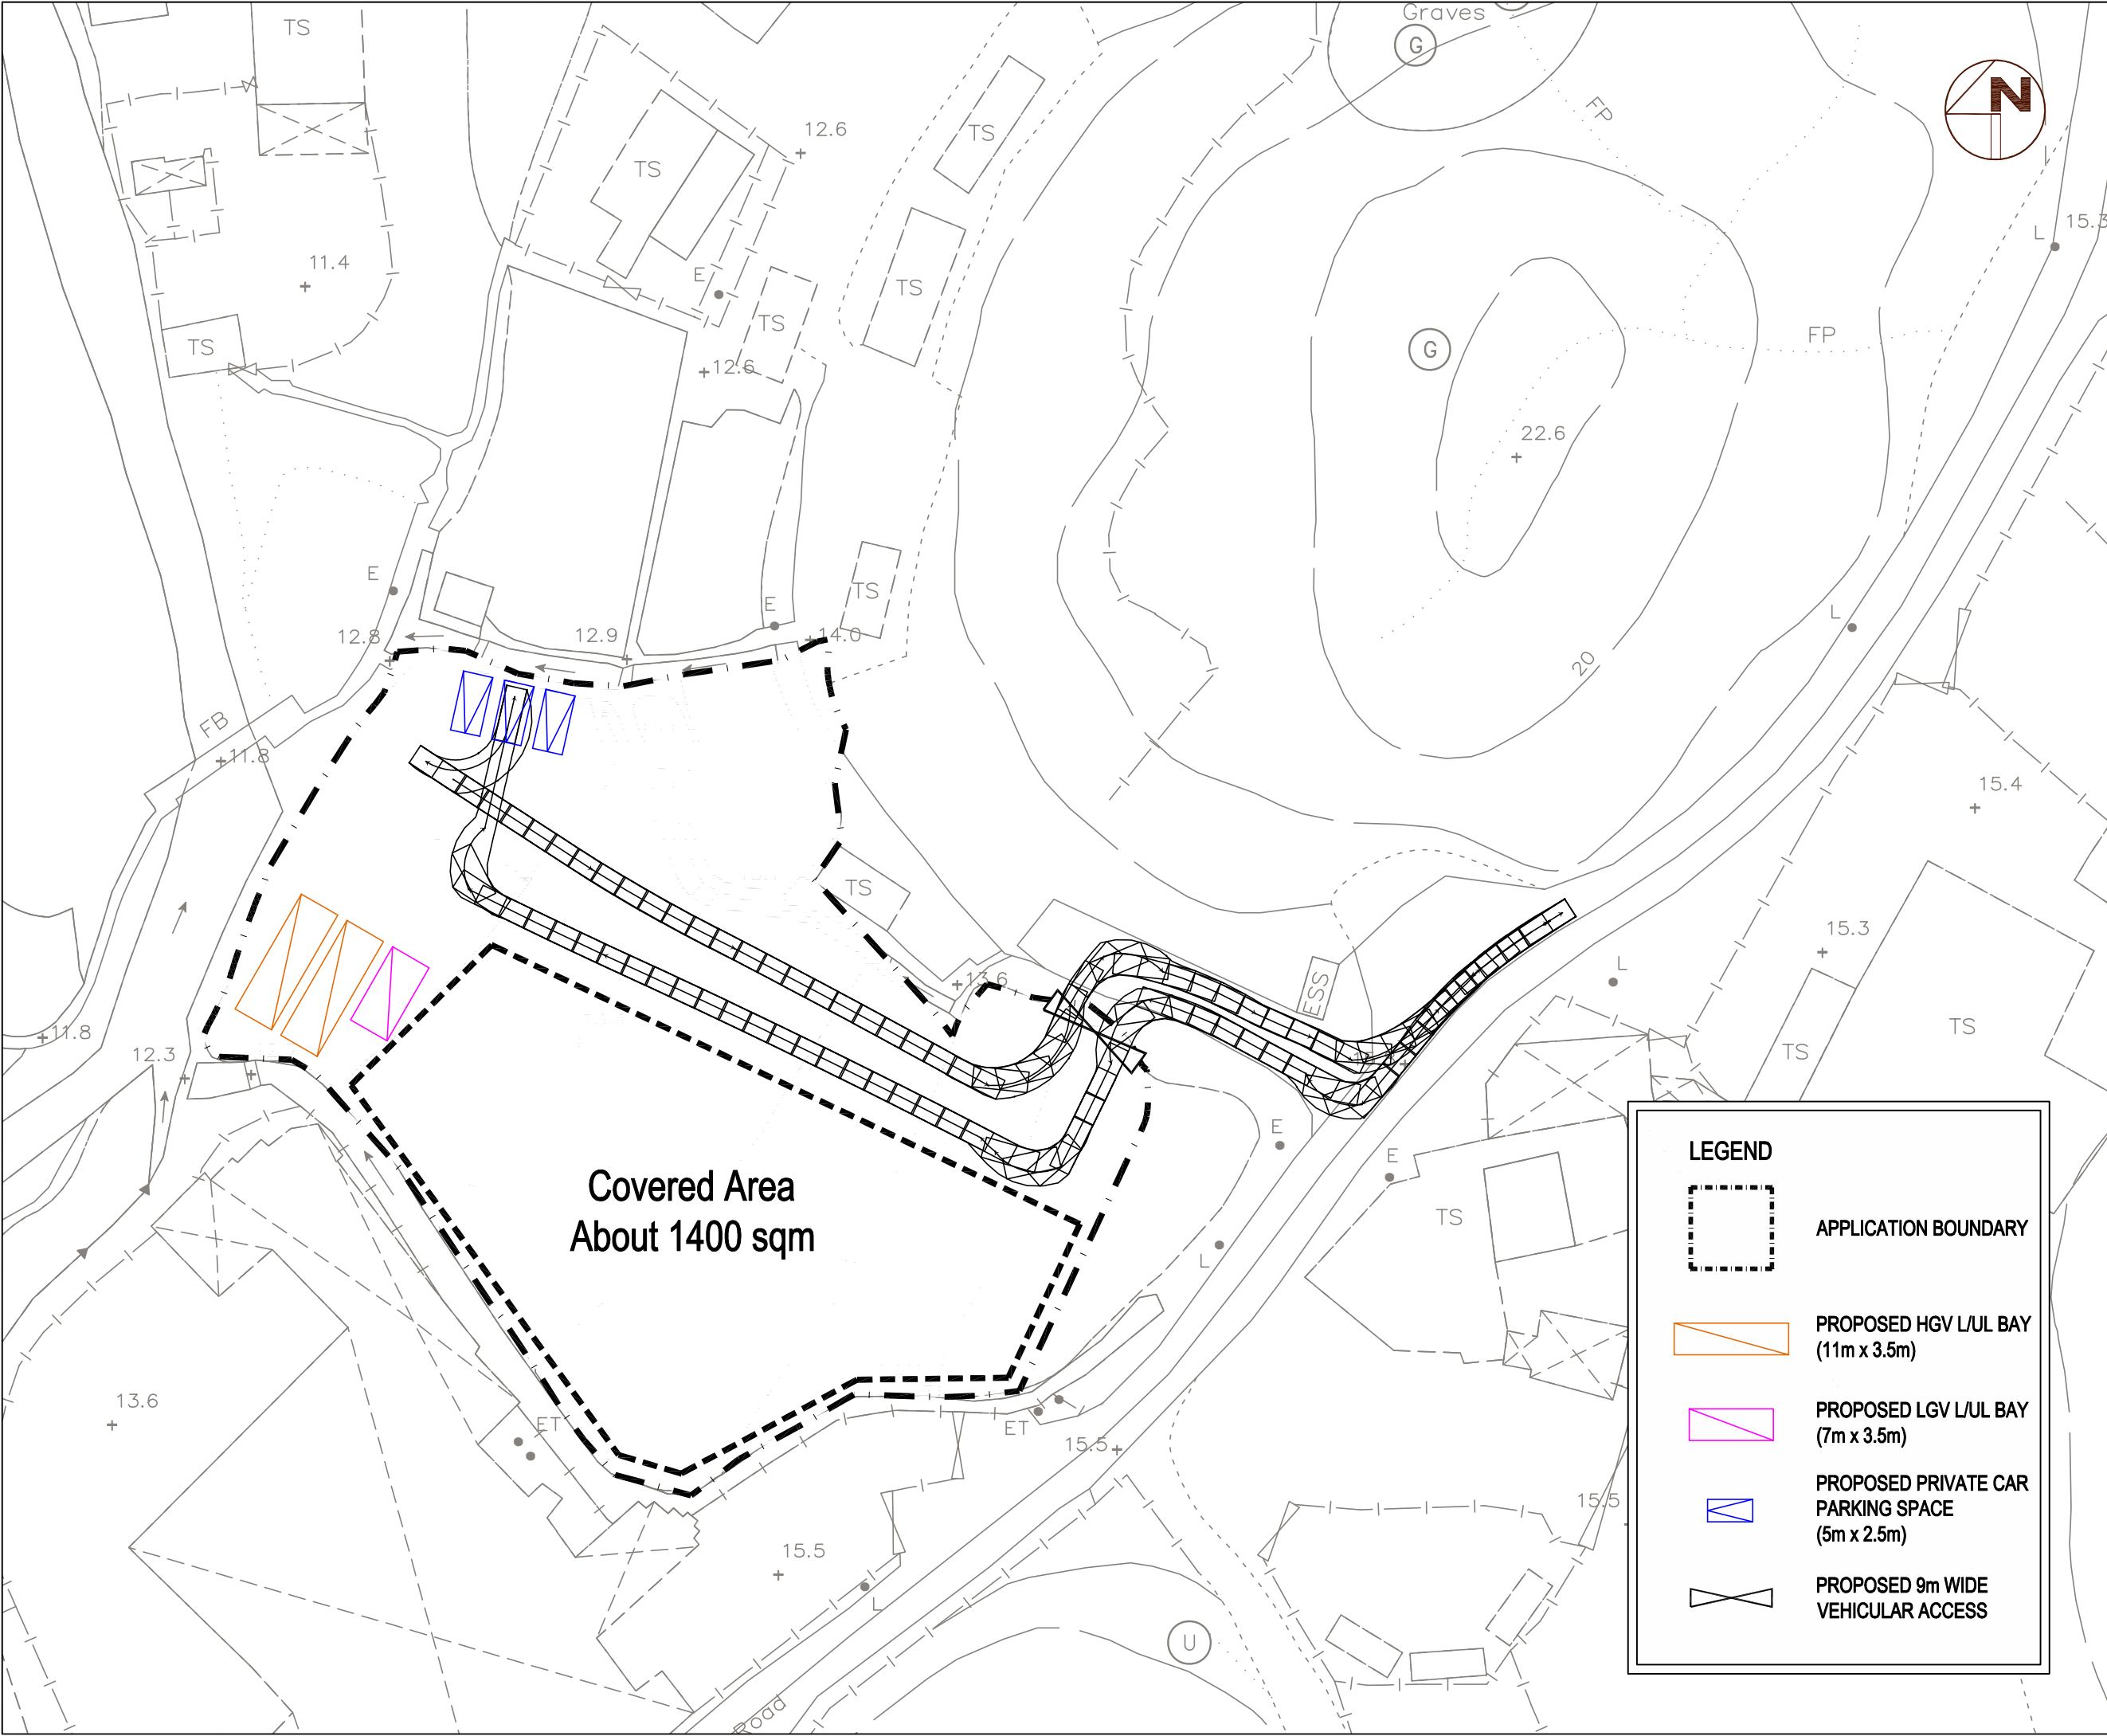 Graves
G
TS
N
12.6
TS
TS
FP
15.3
L
TS
11.4
E
TS
TS
FP
G
TS
12.6
22.6
E
TS
E
L
12.8
12.9
14.0
20
FB
11.8
15.4
TS
15.3
L
13.6
ESS
TS
11.8
12.3
TS
E
E
Covered Area
About 1400 sqm
TS
L
13.6
ET
ET
15.5
15.5
15.5
L
U
Road
LEGEND
APPLICATION BOUNDARY
PROPOSED HGV L/UL BAY
(11m x 3.5m)
PROPOSED LGV L/UL BAY
(7m x 3.5m)
PROPOSED PRIVATE CAR
PARKING SPACE
(5m x 2.5m)
PROPOSED 9m WIDE
VEHICULAR ACCESS